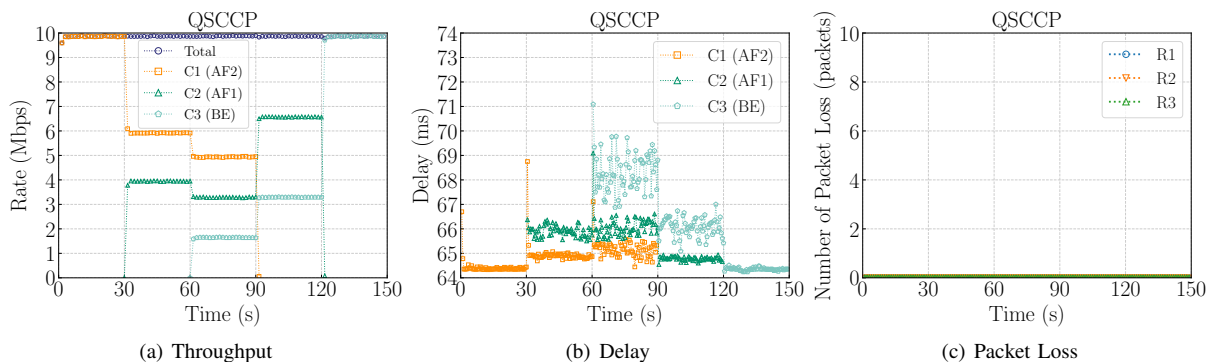 QSCCP
10
9
8
7
6
5
4
3
2
1
0
Rate (Mbps)
Total
C1 (AF2)
C2 (AF1)
C3 (BE)
0 30 60 90 120 150
Time (s)
(a) Throughput
QSCCP
74
73
72
71
70
69
68
67
66
65
64
Delay (ms)
C1 (AF2)
C2 (AF1)
C3 (BE)
0 30 60 90 120 150
Time (s)
(b) Delay
QSCCP
10
8
6
4
2
0
Number of Packet Loss (packets)
R1
R2
R3
0 30 60 90 120 150
Time (s)
(c) Packet Loss